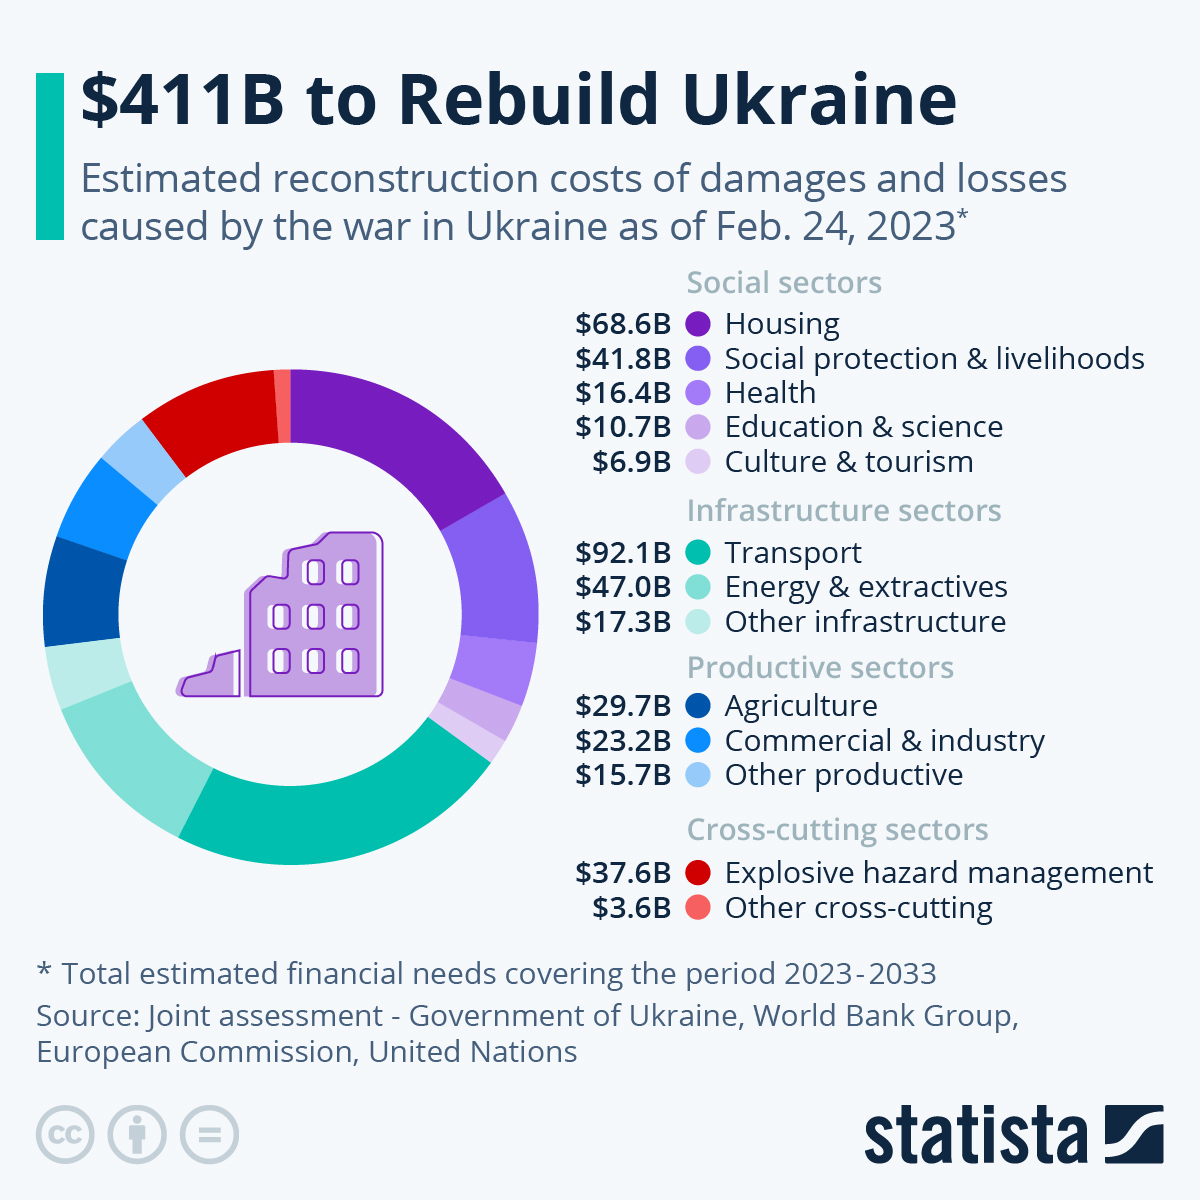 $411B to Rebuild Ukraine
Estimated reconstruction costs of damages and losses
caused by the war in Ukraine as of Feb. 24, 2023*
Social sectors
$68.6B Housing
$41.8B Social protection & livelihoods
$16.4B Health
$10.7B Education & science
$6.9B Culture & tourism
Infrastructure sectors
$92.1B Transport
$47.0B Energy & extractives
$17.3B Other infrastructure
Productive sectors
$29.7B Agriculture
$23.2B Commercial & industry
$15.7B Other productive
Cross-cutting sectors
$37.6B Explosive hazard management
$3.6B Other cross-cutting
* Total estimated financial needs covering the period 2023-2033
Source: Joint assessment - Government of Ukraine, World Bank Group,
European Commission, United Nations
cc
statista